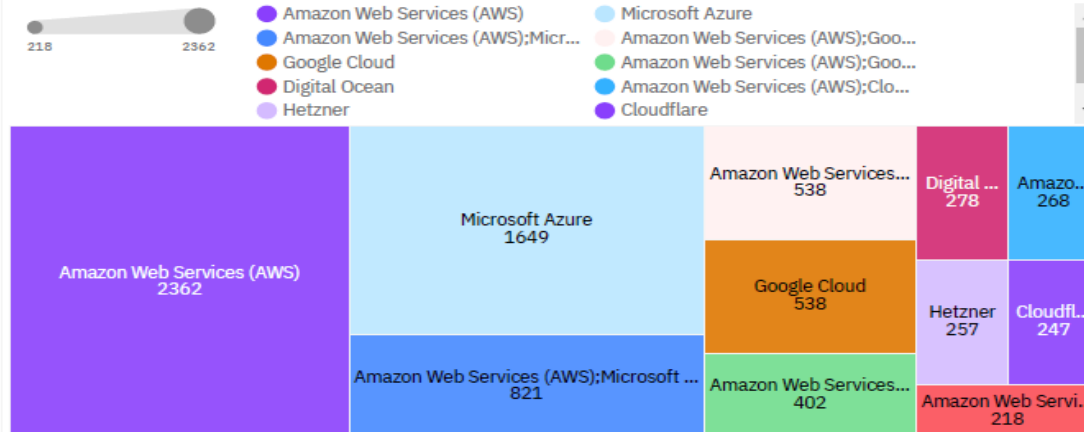 Amazon Web Services (AWS)
Microsoft Azure
218
2362
Amazon Web Services (AWS);Micr...
Amazon Web Services (AWS);Goo...
Google Cloud
Amazon Web Services (AWS);Goo...
Digital Ocean
Amazon Web Services (AWS);Clo...
Hetzner
Cloudflare
Amazon Web Services (AWS)
2362
Microsoft Azure
1649
Amazon Web Services (AWS);Microsoft ...
821
Amazon Web Services...
538
Google Cloud
538
Amazon Web Services...
402
Digital ...
278
Amazo...
268
Hetzner
257
Cloudfl...
247
Amazon Web Servi...
218